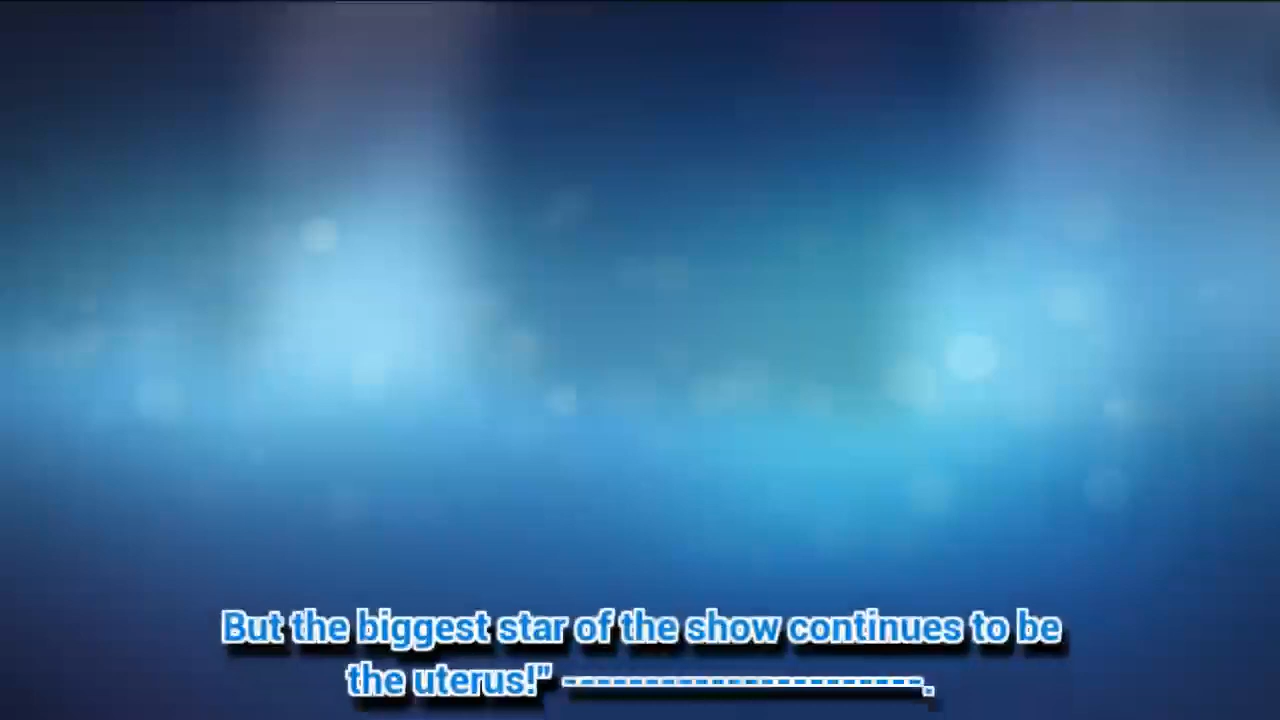 But the biggest star of the show continues to be
the uterus!" -----------------------.